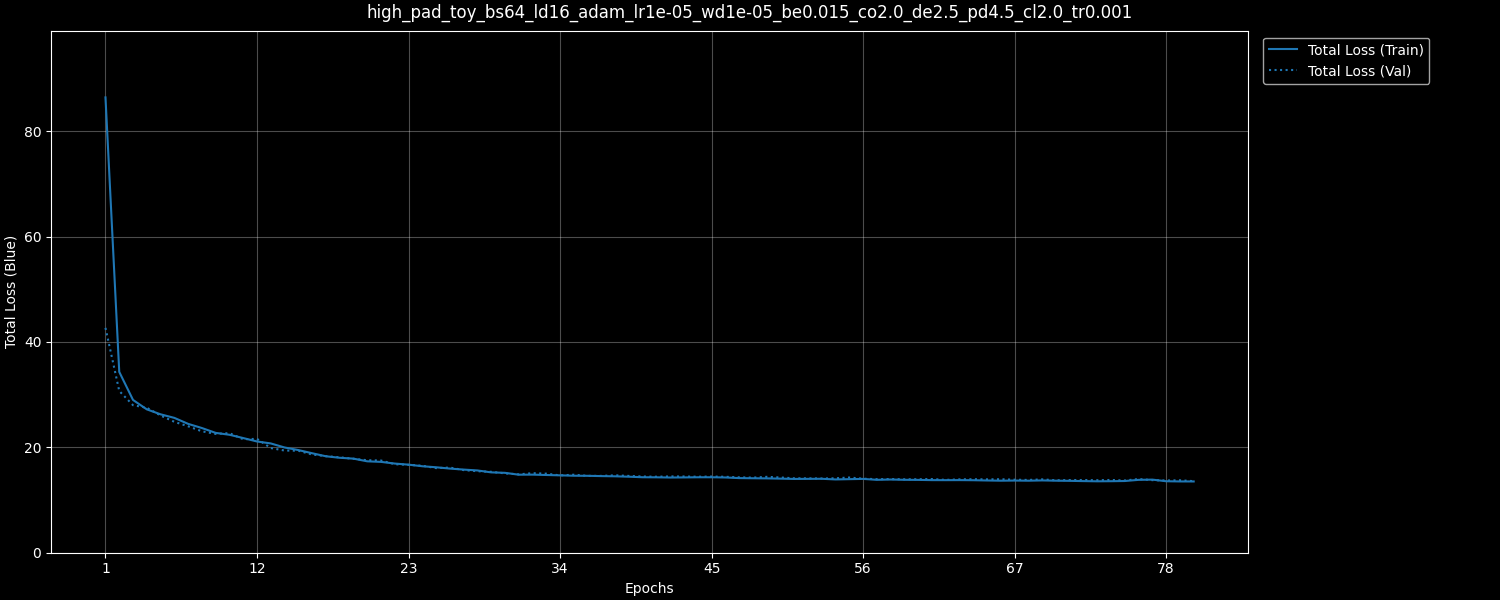 high_pad_toy_bs64_ld16_adam_lr1e-05_wd1e-05_be0.015_co2.0_de2.5_pd4.5_cl2.0_tr0.001
Total Loss (Train)
Total Loss (Val)
Total Loss (Blue)
80
60
40
20
0
1 12 23 34 45 56 67 78
Epochs